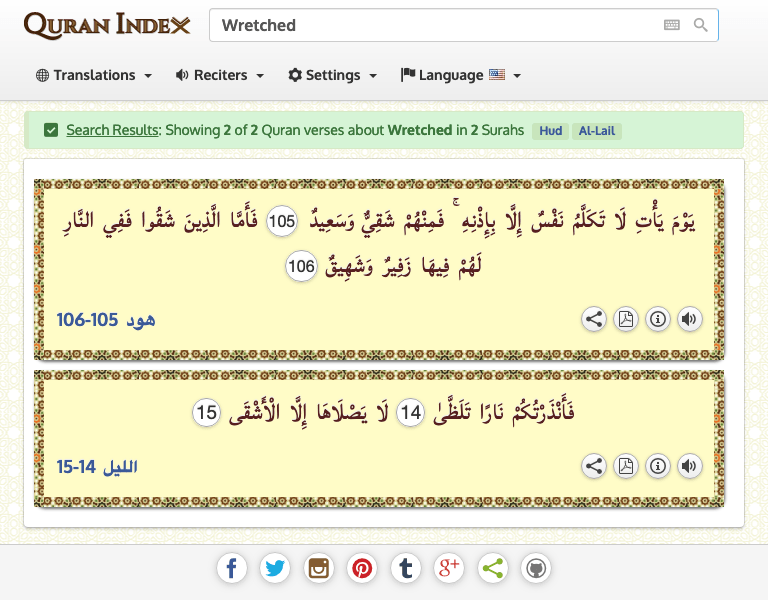 QURAN INDEX
Wretched
Translations Reciters Settings Language
Search Results: Showing 2 of 2 Quran verses about Wretched in 2 Surahs Hud Al-Lail
يَوْمَ يَأْتِ لَا تَكَلَّمُ نَفْسٌ إِلَّا بِإِذْنِهِ ۚ فَمِنْهُمْ شَقِيٌّ وَسَعِيدٌ 105 فَأَمَّا الَّذِينَ شَقُوا فَفِي النَّارِ
لَهُمْ فِيهَا زَفِيرٌ وَشَهِيقٌ 106
هود 105-106
فَأَنْذَرْتُكُمْ نَارًا تَلَظَّىٰ 14 لَا يَصْلَاهَا إِلَّا الْأَشْقَى 15
الليل 14-15